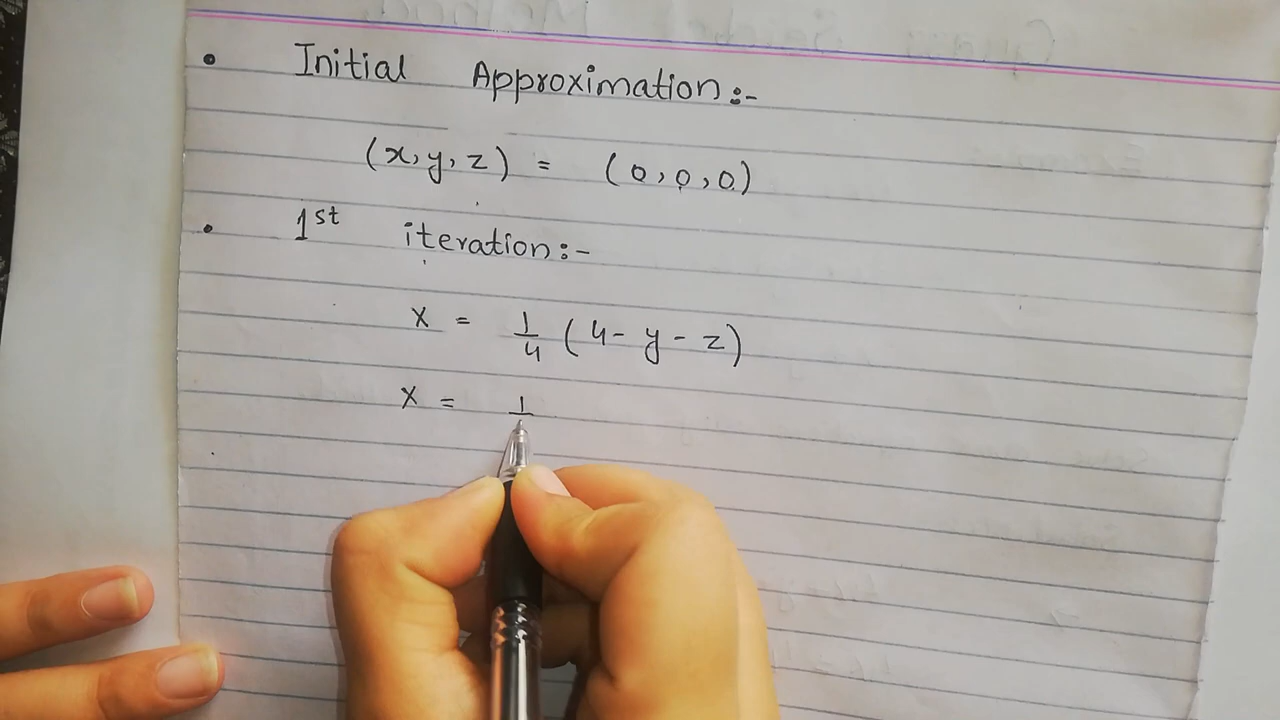 • Initial Approximation:-
(x, y, z) = (0, 0, 0)
• 1st iteration:-
x = 1/4 (4 - y - z)
x = 1